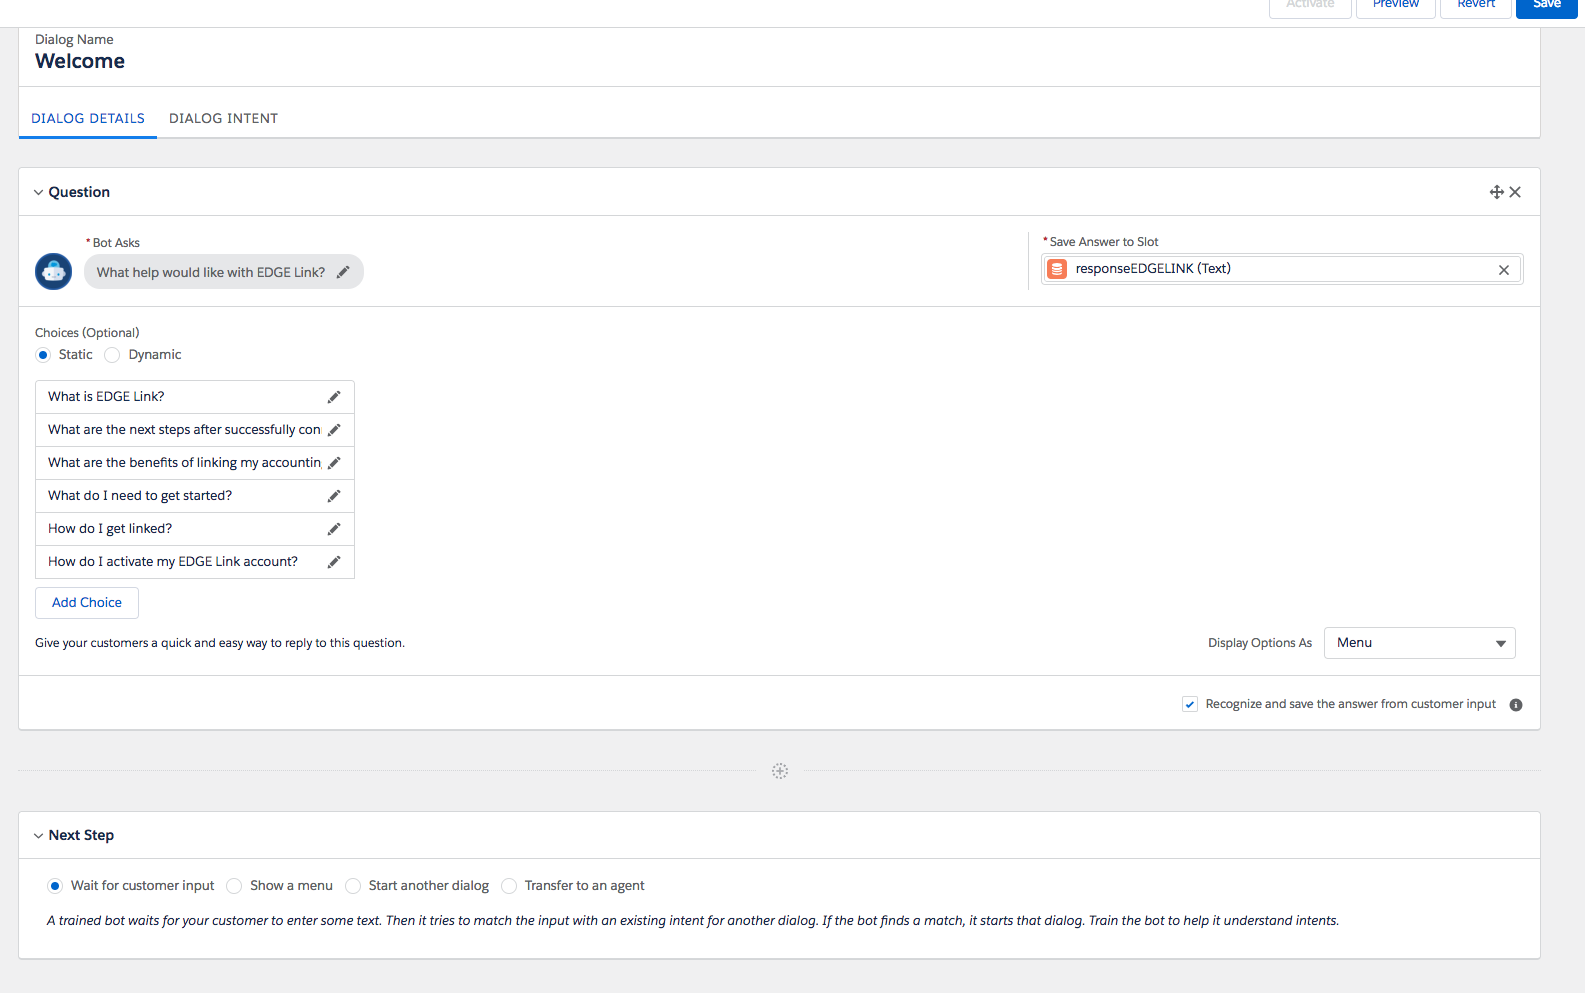 Activate Preview Revert Save
Dialog Name
Welcome
DIALOG DETAILS DIALOG INTENT
Question
* Bot Asks
What help would like with EDGE Link?
* Save Answer to Slot
responseEDGELINK (Text)
Choices (Optional)
Static Dynamic
What is EDGE Link?
What are the next steps after successfully con
What are the benefits of linking my accountin
What do I need to get started?
How do I get linked?
How do I activate my EDGE Link account?
Add Choice
Give your customers a quick and easy way to reply to this question.
Display Options As Menu
Recognize and save the answer from customer input
Next Step
Wait for customer input Show a menu Start another dialog Transfer to an agent
A trained bot waits for your customer to enter some text. Then it tries to match the input with an existing intent for another dialog. If the bot finds a match, it starts that dialog. Train the bot to help it understand intents.